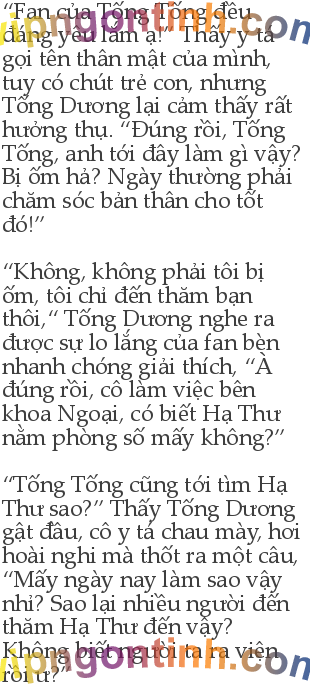 “Fan của Tống Tống đều
đáng yêu lắm ạ!” Thấy y tá
gọi tên thân mật của mình,
tuy có chút trẻ con, nhưng
Tống Dương lại cảm thấy rất
hưởng thụ. “Đúng rồi, Tống
Tống, anh tới đây làm gì vậy?
Bị ốm hả? Ngày thường phải
chăm sóc bản thân cho tốt
đó!”

“Không, không phải tôi bị
ốm, tôi chỉ đến thăm bạn
thôi,“ Tống Dương nghe ra
được sự lo lắng của fan bèn
nhanh chóng giải thích, “À
đúng rồi, cô làm việc bên
khoa Ngoại, có biết Hạ Thư
nằm phòng số mấy không?”

“Tống Tống cũng tới tìm Hạ
Thư sao?” Thấy Tống Dương
gật đầu, cô y tá chau mày, hơi
hoài nghi mà thốt ra một câu,
“Mấy ngày nay làm sao vậy
nhỉ? Sao lại nhiều người đến
thăm Hạ Thư đến vậy?
Không biết người ta ra viện
rồi ư?”
vipngontinh.com